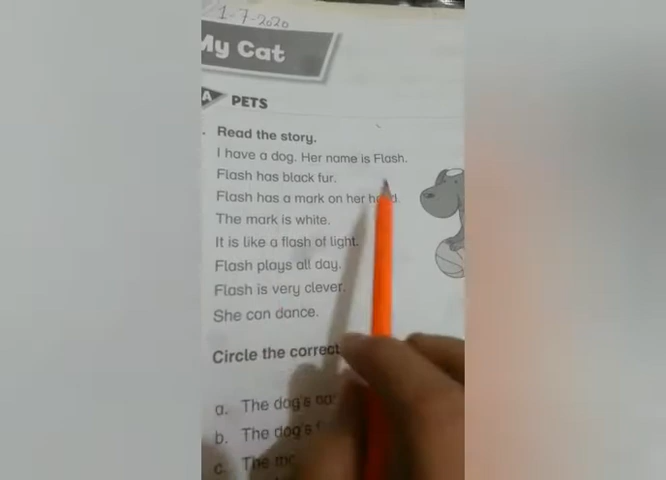 1-7-2020
My Cat
A PETS
Read the story.
I have a dog. Her name is Flash.
Flash has black fur.
Flash has a mark on her head.
The mark is white.
It is like a flash of light.
Flash plays all day.
Flash is very clever.
She can dance.
Circle the correct
a. The dog's
b. The dog's
c. The